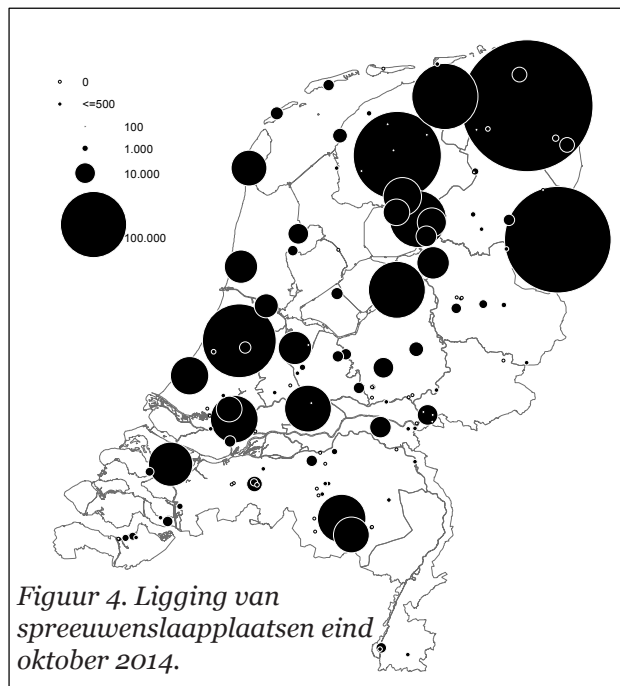 0
<=500
100
1.000
10.000
100.000
Figuur 4. Ligging van
spreeuwenslaapplaatsen eind
oktober 2014.